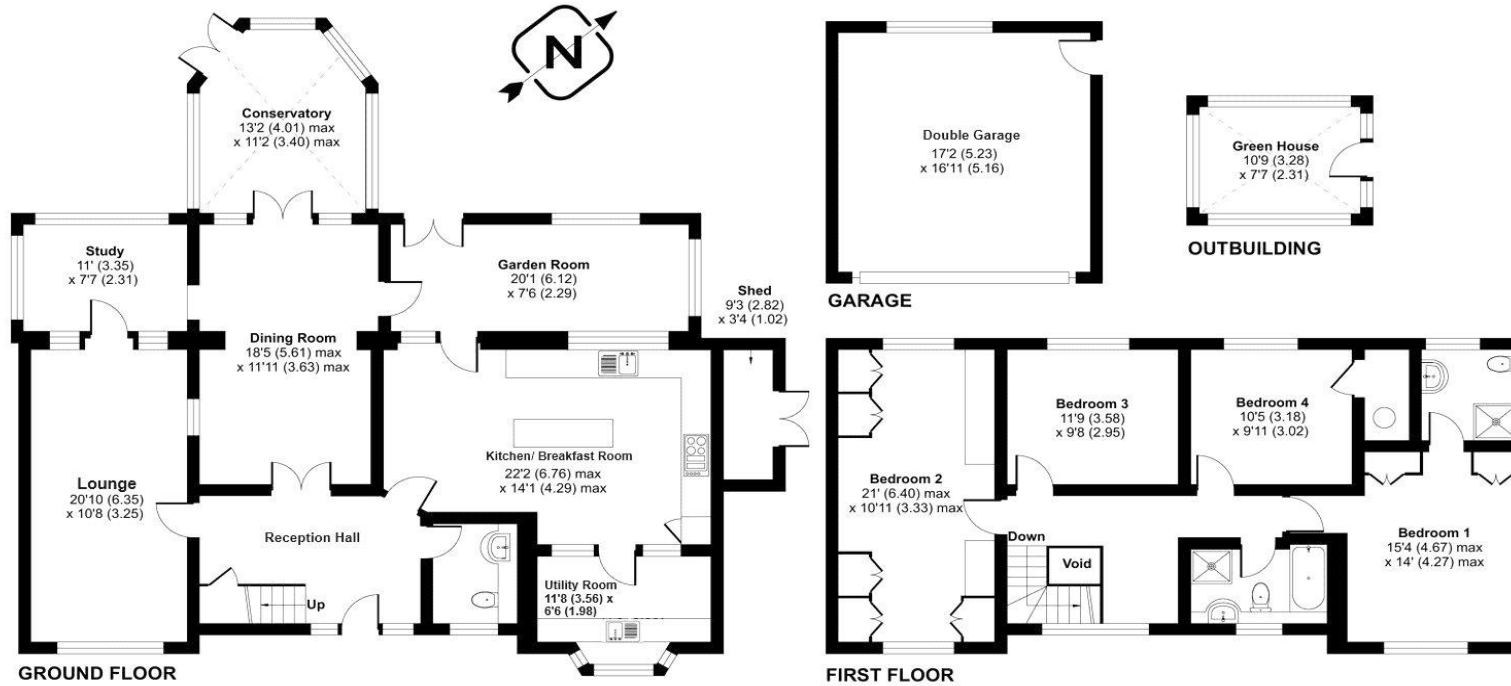 Conservatory
13'2 (4.01) max
x 11'2 (3.40) max
N
Study
11' (3.35)
x 7'7 (2.31)
Garden Room
20'1 (6.12)
x 7'6 (2.29)
Shed
9'3 (2.82)
x 3'4 (1.02)
Dining Room
18'5 (5.61) max
x 11'11 (3.63) max
Kitchen/ Breakfast Room
22'2 (6.76) max
x 14'1 (4.29) max
Lounge
20'10 (6.35)
x 10'8 (3.25)
Reception Hall
Up
Utility Room
11'8 (3.56) x
6'6 (1.98)
GROUND FLOOR
Double Garage
17'2 (5.23)
x 16'11 (5.16)
GARAGE
Green House
10'9 (3.28)
x 7'7 (2.31)
OUTBUILDING
Bedroom 3
11'9 (3.58)
x 9'8 (2.95)
Bedroom 4
10'5 (3.18)
x 9'11 (3.02)
Bedroom 2
21' (6.40) max
x 10'11 (3.33) max
Down
Void
Bedroom 1
15'4 (4.67) max
x 14' (4.27) max
FIRST FLOOR